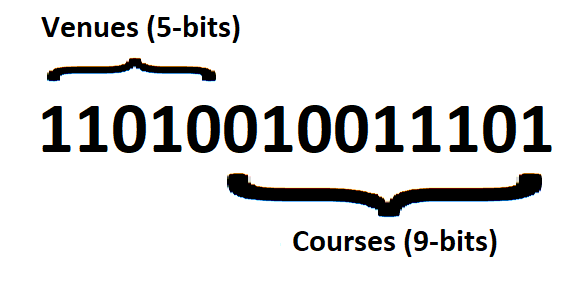 Venues (5-bits)
11010010011101
Courses (9-bits)